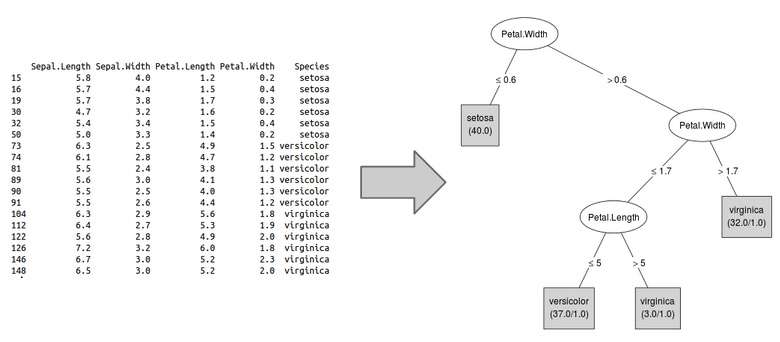 Sepal.Length Sepal.Width Petal.Length Petal.Width Species
15 5.8 4.0 1.2 0.2 setosa
16 5.7 4.4 1.5 0.4 setosa
19 5.7 3.8 1.7 0.3 setosa
30 4.7 3.2 1.6 0.2 setosa
32 5.4 3.4 1.5 0.4 setosa
50 5.0 3.3 1.4 0.2 setosa
73 6.3 2.5 4.9 1.5 versicolor
74 6.1 2.8 4.7 1.2 versicolor
81 5.5 2.4 3.8 1.1 versicolor
89 5.6 3.0 4.1 1.3 versicolor
90 5.5 2.5 4.0 1.3 versicolor
91 5.5 2.6 4.4 1.2 versicolor
104 6.3 2.9 5.6 1.8 virginica
112 6.4 2.7 5.3 1.9 virginica
122 5.6 2.8 4.9 2.0 virginica
126 7.2 3.2 6.0 1.8 virginica
146 6.7 3.0 5.2 2.3 virginica
148 6.5 3.0 5.2 2.0 virginica
Petal.Width
≤ 0.6
> 0.6
setosa
(40.0)
Petal.Width
≤ 1.7
> 1.7
Petal.Length
virginica
(32.0/1.0)
≤ 5
> 5
versicolor
(37.0/1.0)
virginica
(3.0/1.0)